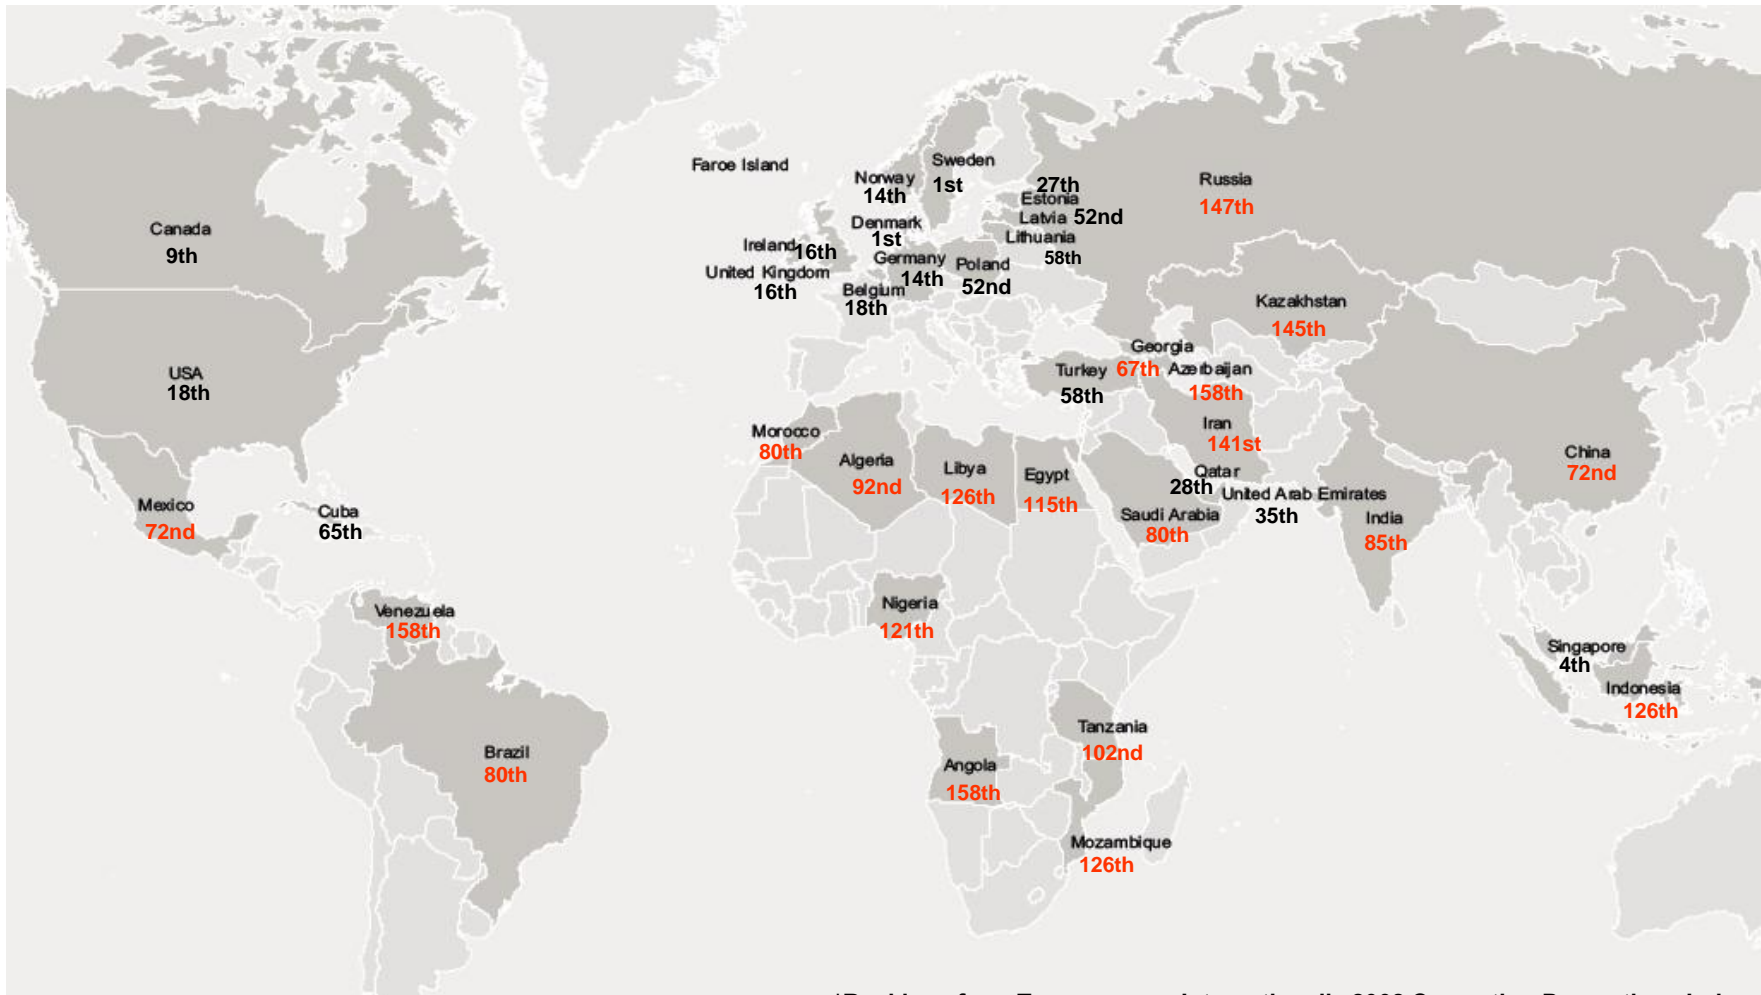 Faroe Island
Sweden
1st
Norway
14th
27th
Estonia
Latvia 52nd
Lithuania
58th
Russia
147th
Canada
9th
Denmark
1st
Ireland 16th
Germany
14th
Poland
52nd
United Kingdom
16th
Belgium
18th
Kazakhstan
145th
USA
18th
Georgia
67th
Turkey
58th
Azerbaijan
158th
Iran
141st
Morocco
80th
Algeria
92nd
Libya
126th
Egypt
115th
Qatar
28th
United Arab Emirates
35th
Saudi Arabia
80th
India
85th
China
72nd
Mexico
72nd
Cuba
65th
Venezuela
158th
Nigeria
121th
Singapore
4th
Indonesia
126th
Brazil
80th
Tanzania
102nd
Angola
158th
Mozambique
126th